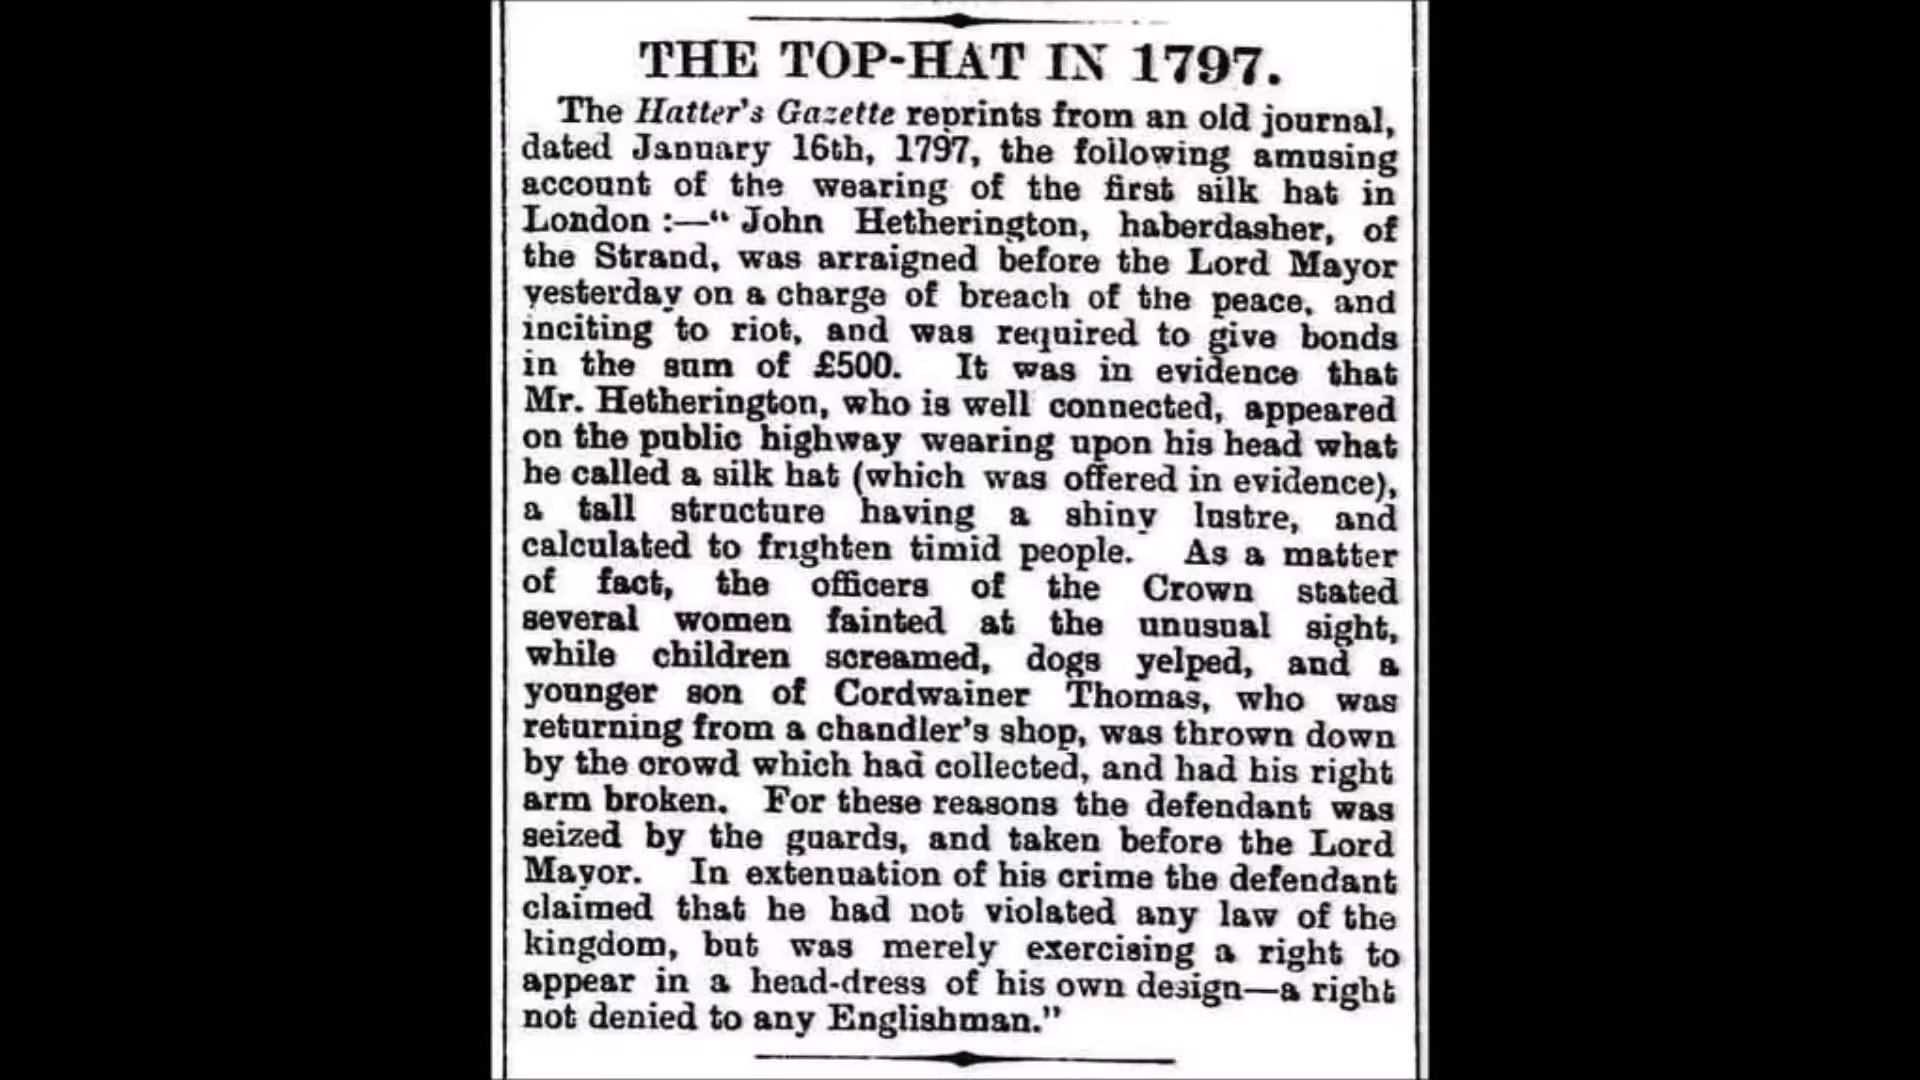 THE TOP-HAT IN 1797.
The Hatter's Gazette reprints from an old journal,
dated January 16th, 1797, the following amusing
account of the wearing of the first silk hat in
London :—“ John Hetherington, haberdasher, of
the Strand, was arraigned before the Lord Mayor
yesterday on a charge of breach of the peace, and
inciting to riot, and was required to give bonds
in the sum of £500. It was in evidence that
Mr. Hetherington, who is well connected, appeared
on the public highway wearing upon his head what
he called a silk hat (which was offered in evidence),
a tall structure having a shiny lustre, and
calculated to frighten timid people. As a matter
of fact, the officers of the Crown stated
several women fainted at the unusual sight,
while children screamed, dogs yelped, and a
younger son of Cordwainer Thomas, who was
returning from a chandler's shop, was thrown down
by the crowd which had collected, and had his right
arm broken. For these reasons the defendant was
seized by the guards, and taken before the Lord
Mayor. In extenuation of his crime the defendant
claimed that he had not violated any law of the
kingdom, but was merely exercising a right to
appear in a head-dress of his own design—a right
not denied to any Englishman.”